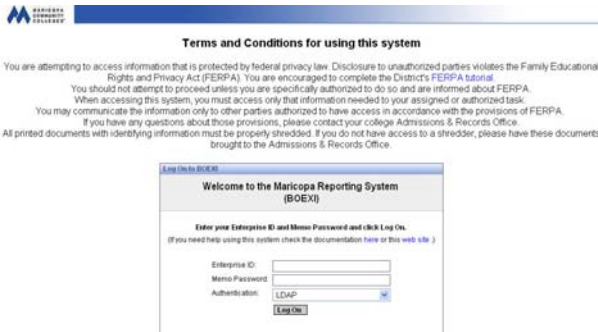 MARICOPA
COMMUNITY
COLLEGES
Terms and Conditions for using this system
You are attempting to access information that is protected by federal privacy law. Disclosure to unauthorized parties violates the Family Educational
Rights and Privacy Act (FERPA). You are encouraged to complete the District's FERPA tutorial.
You should not attempt to proceed unless you are specifically authorized to do so and are informed about FERPA.
When accessing this system, you must access only that information needed to your assigned or authorized task.
You may communicate the information only to other parties authorized to have access in accordance with the provisions of FERPA.
If you have any questions about those provisions, please contact your college Admissions & Records Office.
All printed documents with identifying information must be properly shredded. If you do not have access to a shredder, please have these documents
brought to the Admissions & Records Office.
Log On to BOEXI
Welcome to the Maricopa Reporting System
(BOEXI)
Enter your Enterprise ID and Memo Password and click Log On.
(If you need help using this system check the documentation here or this web site.)
Enterprise ID:
Memo Password:
Authentication:
LDAP
Log On